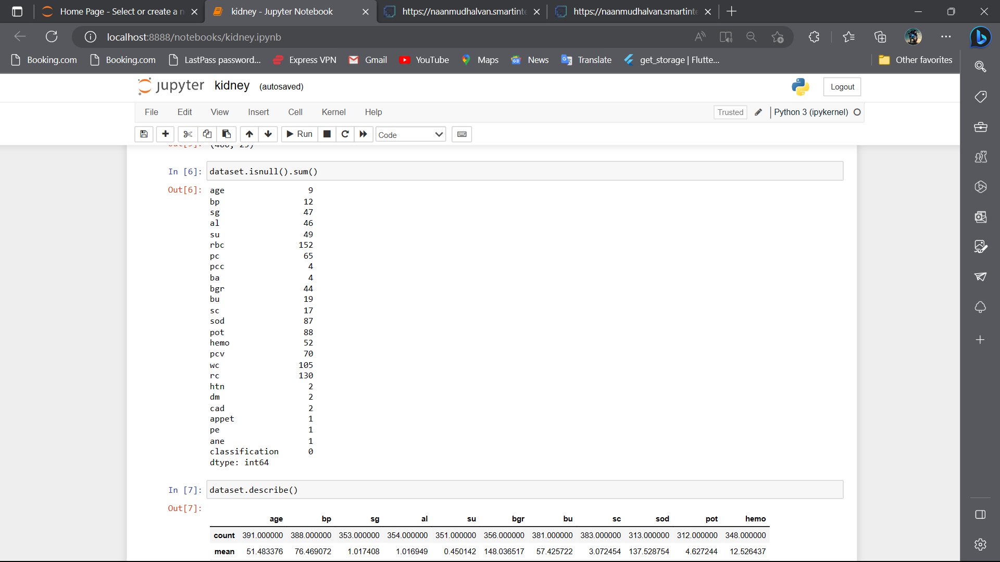 Home Page - Select or create a n
kidney - Jupyter Notebook
https://naanmudhalvan.smartinte
https://naanmudhalvan.smartinte
localhost:8888/notebooks/kidney.ipynb
Booking.com
Booking.com
LastPass password...
Express VPN
Gmail
YouTube
Maps
News
Translate
get_storage | Flutte...
Other favorites
jupyter kidney (autosaved)
Logout
File Edit View Insert Cell Kernel Help
Trusted
Python 3 (ipykernel)
Run
Code
In [6]: dataset.isnull().sum()
Out[6]: age 9
bp 12
sg 47
al 46
su 49
rbc 152
pc 65
pcc 4
ba 4
bgr 44
bu 19
sc 17
sod 87
pot 88
hemo 52
pcv 70
wc 105
rc 130
htn 2
dm 2
cad 2
appet 1
pe 1
ane 1
classification 0
dtype: int64
In [7]: dataset.describe()
Out[7]:
age bp sg al su bgr bu sc sod pot hemo
count 391.000000 388.000000 353.000000 354.000000 351.000000 356.000000 381.000000 383.000000 313.000000 312.000000 348.000000
mean 51.483376 76.469072 1.017408 1.016949 0.450142 148.036517 57.425722 3.072454 137.528754 4.627244 12.526437